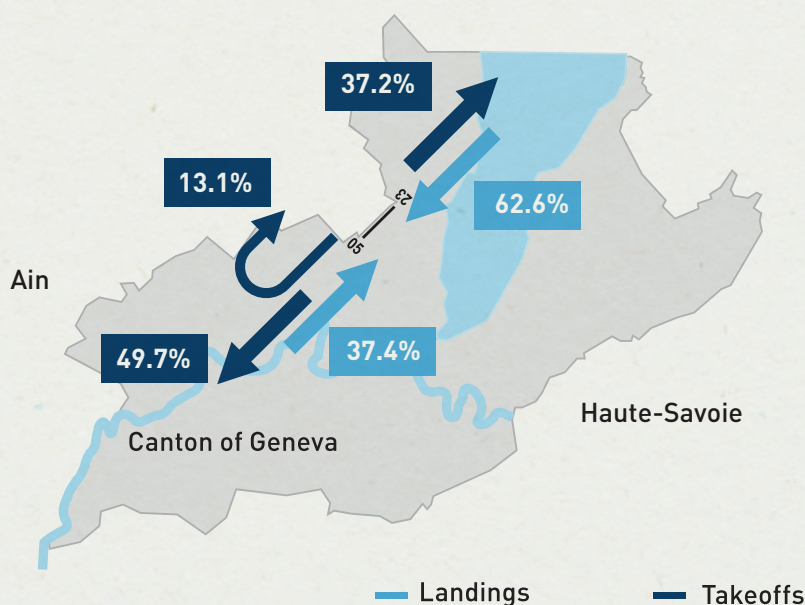 37.2%
13.1%
62.6%
23
05
Ain
49.7%
37.4%
Haute-Savoie
Canton of Geneva
Landings
Takeoffs